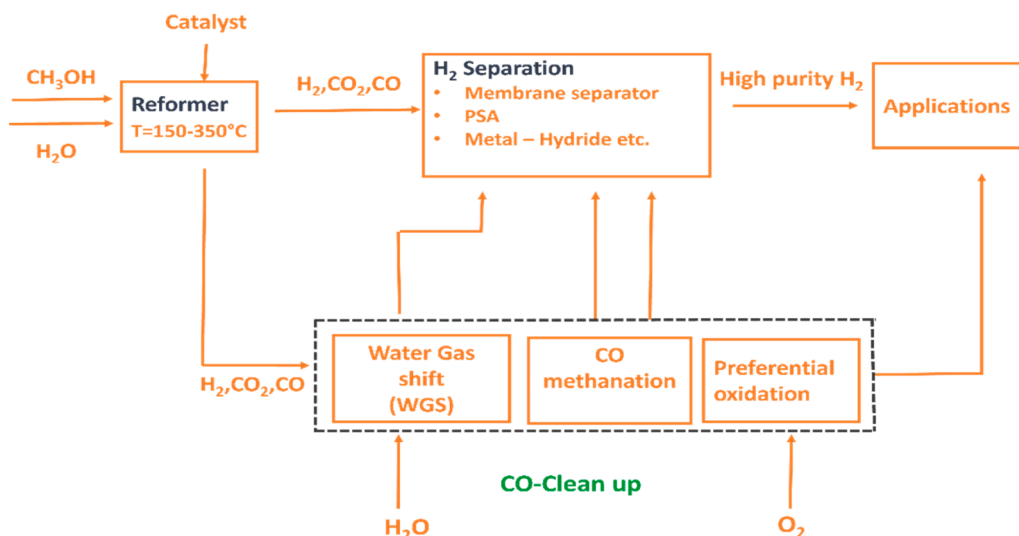 Catalyst
CH₃OH
H₂O
Reformer
T=150-350°C
H₂,CO₂,CO
H₂ Separation
• Membrane separator
• PSA
• Metal – Hydride etc.
High purity H₂
Applications
H₂,CO₂,CO
Water Gas
shift
(WGS)
CO
methanation
Preferential
oxidation
CO-Clean up
H₂O
O₂